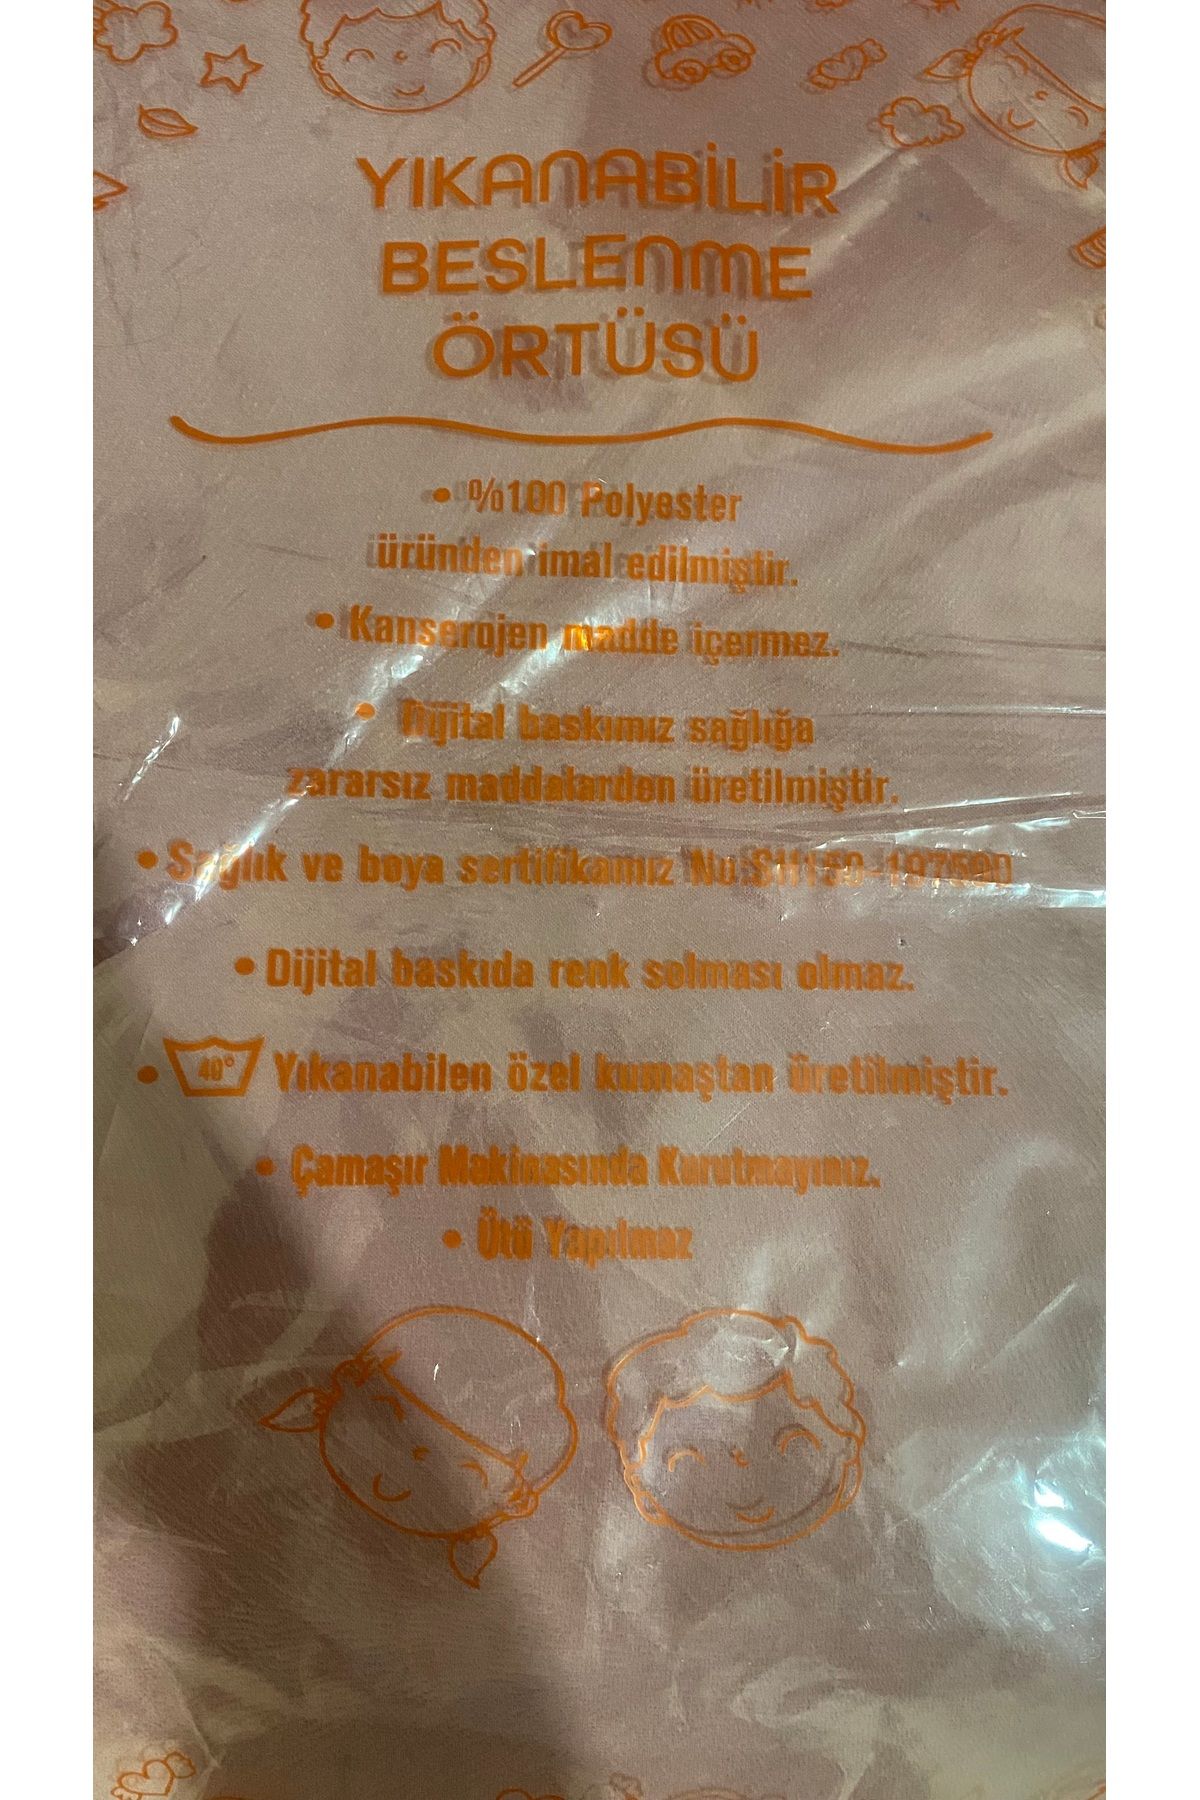 YIKANABİLİR
BESLENME
ÖRTÜSÜ
• %100 Polyester
üründen imal edilmiştir.
• Kanserojen madde içermez.
• Dijital baskımız sağlığa
zararsız maddelerden üretilmiştir.
• Sağlık ve boya sertifikamız No:
• Dijital baskıda renk solması olmaz.
• 40° Yıkanabilen özel kumaştan üretilmiştir.
• Çamaşır Makinasında Kurutmayınız.
• Ütü Yapılmaz